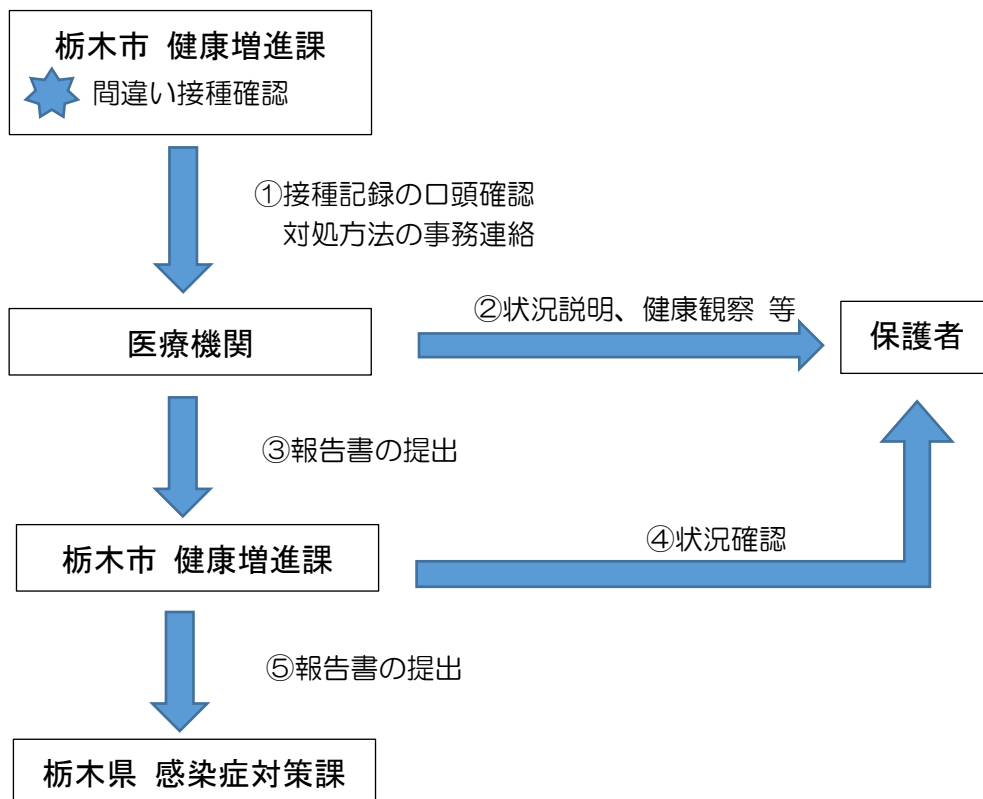 栃木市 健康増進課
間違い接種確認
①接種記録の口頭確認
対処方法の事務連絡
②状況説明、健康観察 等
医療機関
保護者
③報告書の提出
栃木市 健康増進課
④状況確認
⑤報告書の提出
栃木県 感染症対策課